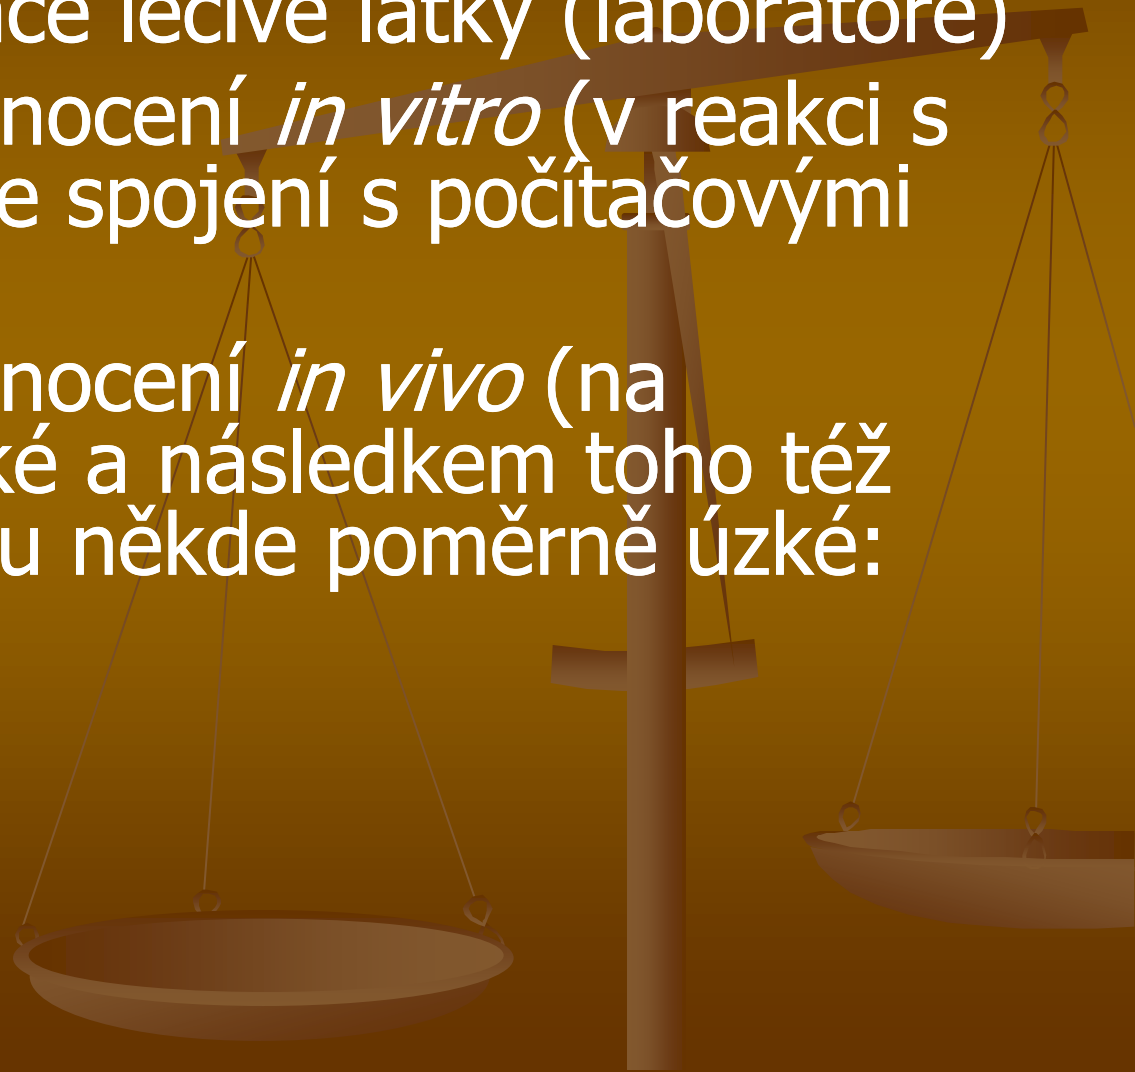 ce léčivé látky (laboratoře)
nocení in vitro (v reakci s
e spojení s počítačovými
nocení in vivo (na
ké a následkem toho též
u někde poměrně úzké: